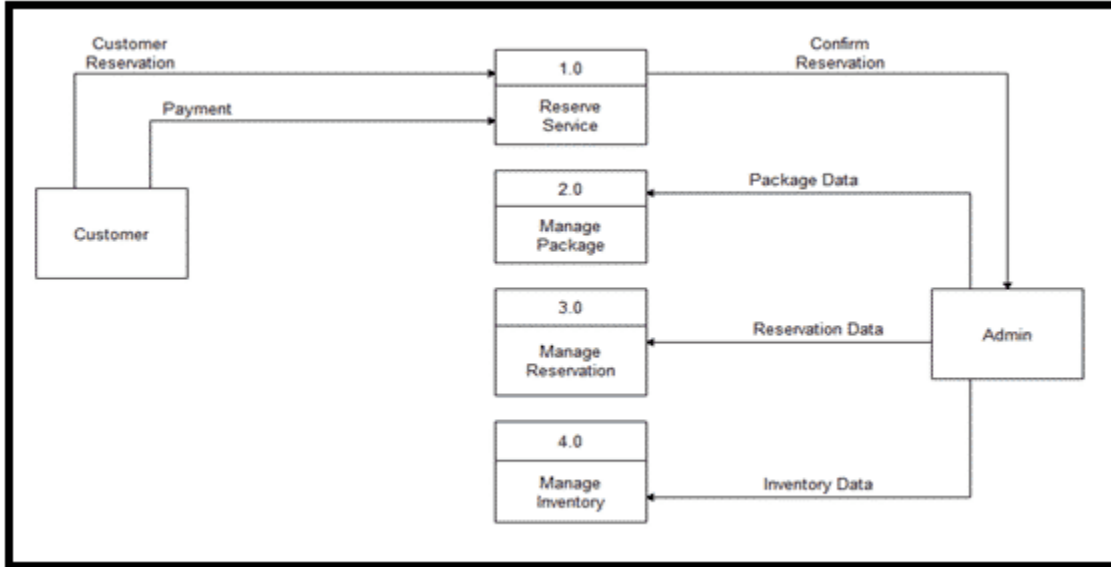 Customer
Reservation
Confirm
Reservation
1.0
Reserve
Service
Payment
Package Data
2.0
Manage
Package
Customer
3.0
Manage
Reservation
Reservation Data
Admin
4.0
Manage
Inventory
Inventory Data